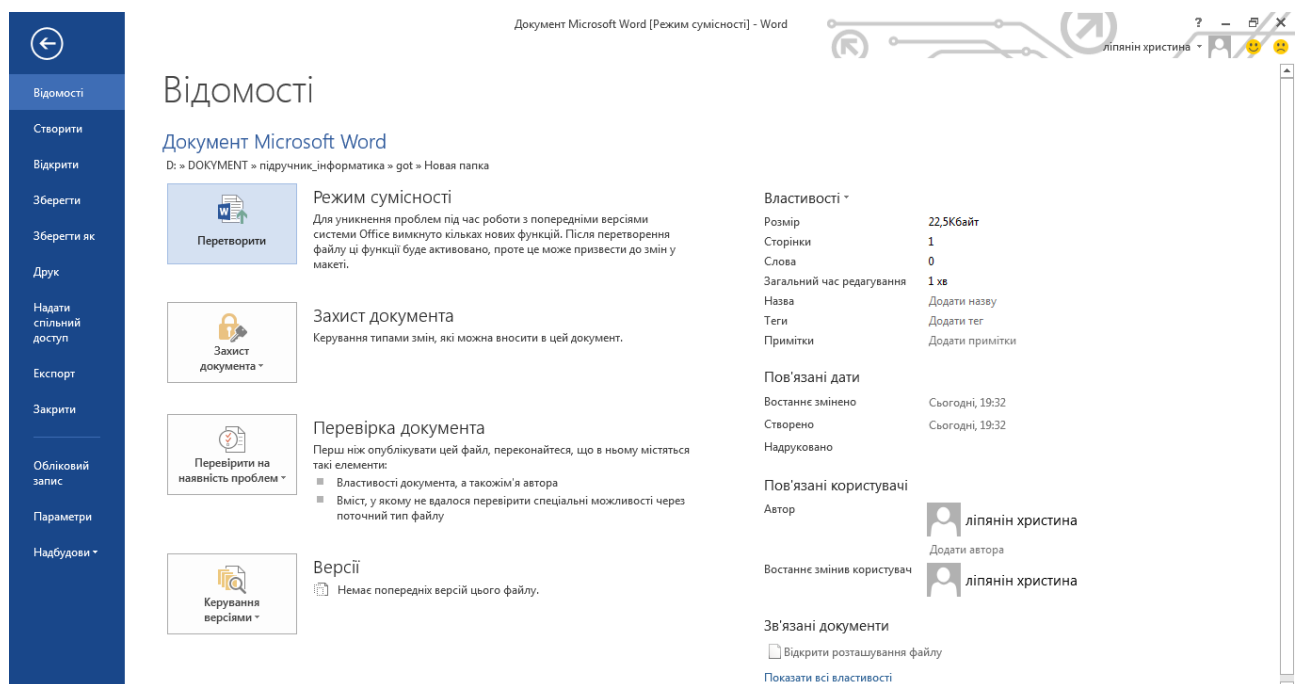 Документ Microsoft Word [Режим сумісності] - Word
? – X
ліпянін христина
Відомості
Створити
Відкрити
Зберегти
Зберегти як
Друк
Надати
спільний
доступ
Експорт
Закрити
Обліковий
запис
Параметри
Надбудови
Відомості
Документ Microsoft Word
D: » DOKYMENT » підручник_інформатика » got » Новая папка
Перетворити
Режим сумісності
Для уникнення проблем під час роботи з попередніми версіями
системи Office вимкнуто кільках нових функцій. Після перетворення
файлу ці функції буде активовано, проте це може призвести до змін у
макеті.
Захист
документа
Захист документа
Керування типами змін, які можна вносити в цей документ.
Перевірити на
наявність проблем
Перевірка документа
Перш ніж опублікувати цей файл, переконайтеся, що в ньому містяться
такі елементи:
Властивості документа, а такожім'я автора
Вміст, у якому не вдалося перевірити спеціальні можливості через
поточний тип файлу
Керування
версіями
Версії
Немає попередніх версій цього файлу.
Властивості
Розмір 22,5Кбайт
Сторінки 1
Слова 0
Загальний час редагування 1 хв
Назва Додати назву
Теги Додати тег
Примітки Додати примітки
Пов'язані дати
Востаннє змінено Сьогодні, 19:32
Створено Сьогодні, 19:32
Надруковано
Пов'язані користувачі
Автор ліпянін христина
Додати автора
Востаннє змінив користувач ліпянін христина
Зв'язані документи
Відкрити розташування файлу
Показати всі властивості